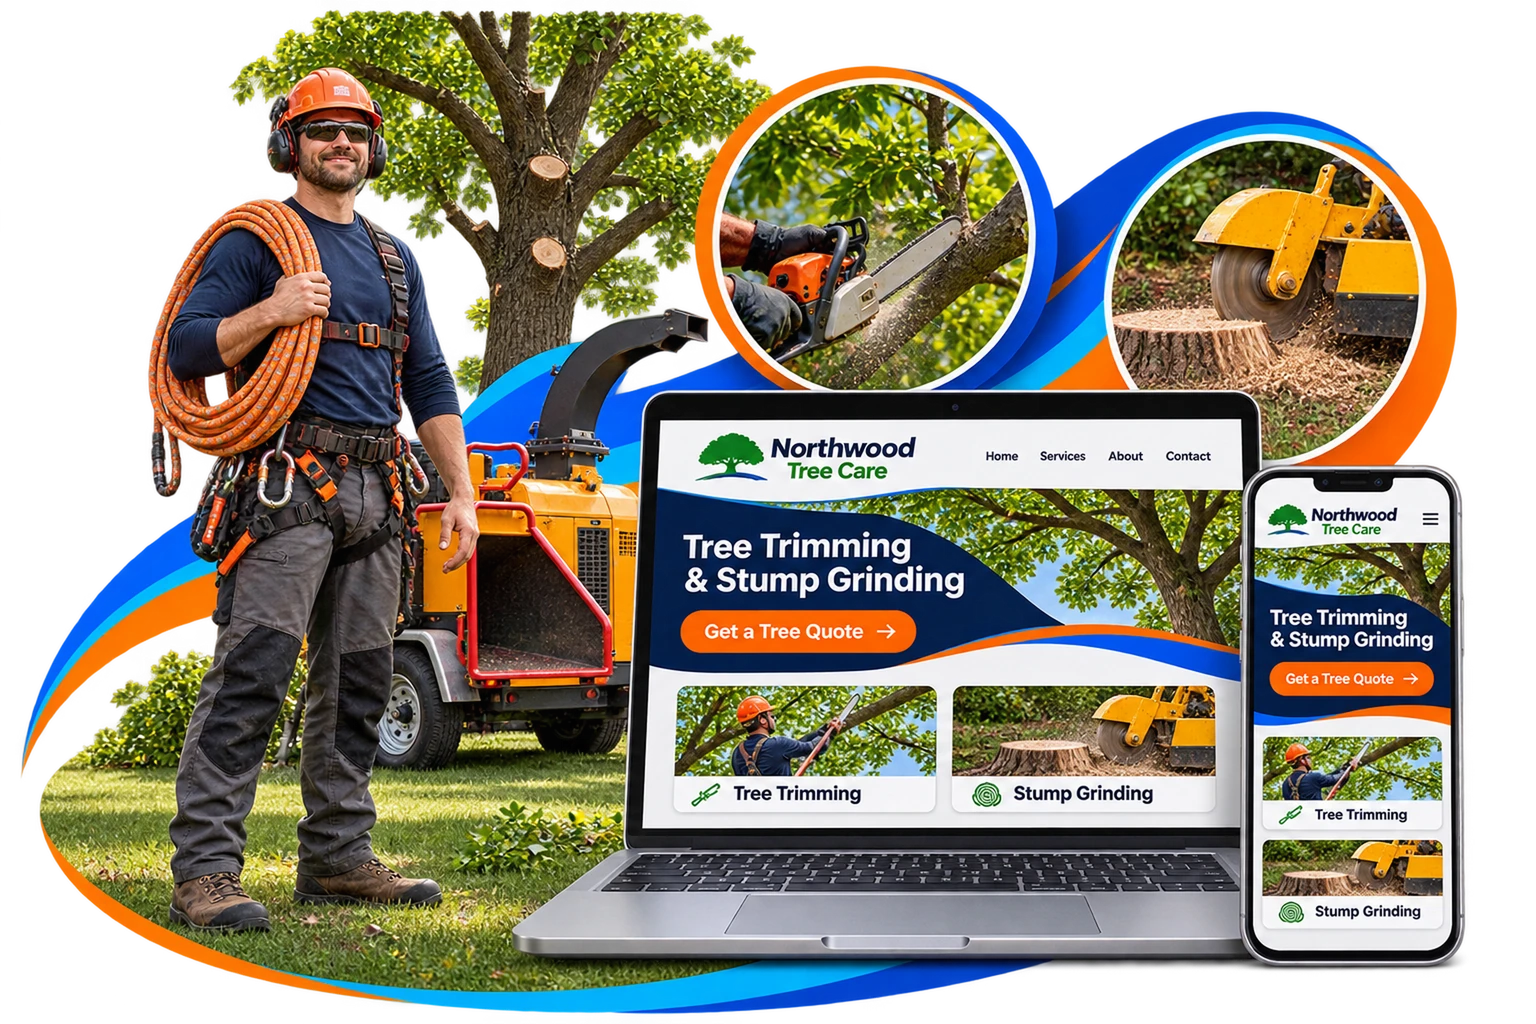 Northwood
Tree Care
Home
Services
About
Contact
Tree Trimming
& Stump Grinding
Get a Tree Quote →
Tree Trimming
Stump Grinding
Northwood
Tree Care
Tree Trimming
& Stump Grinding
Get a Tree Quote →
Tree Trimming
Stump Grinding